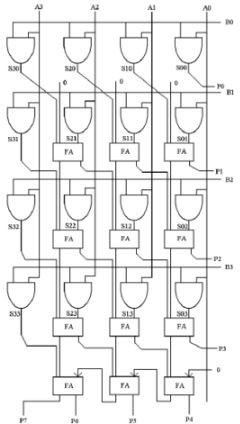 A3 A2 A1 A0
B0
S30 S20 S10 S00
0 0 0 P0
B1
S31 S21 S11 S01
FA FA FA
P1
B2
S32 S22 S12 S02
FA FA FA
P2
B3
S33 S23 S13 S03
FA FA FA
P3
0
FA FA FA
P7 P6 P5 P4